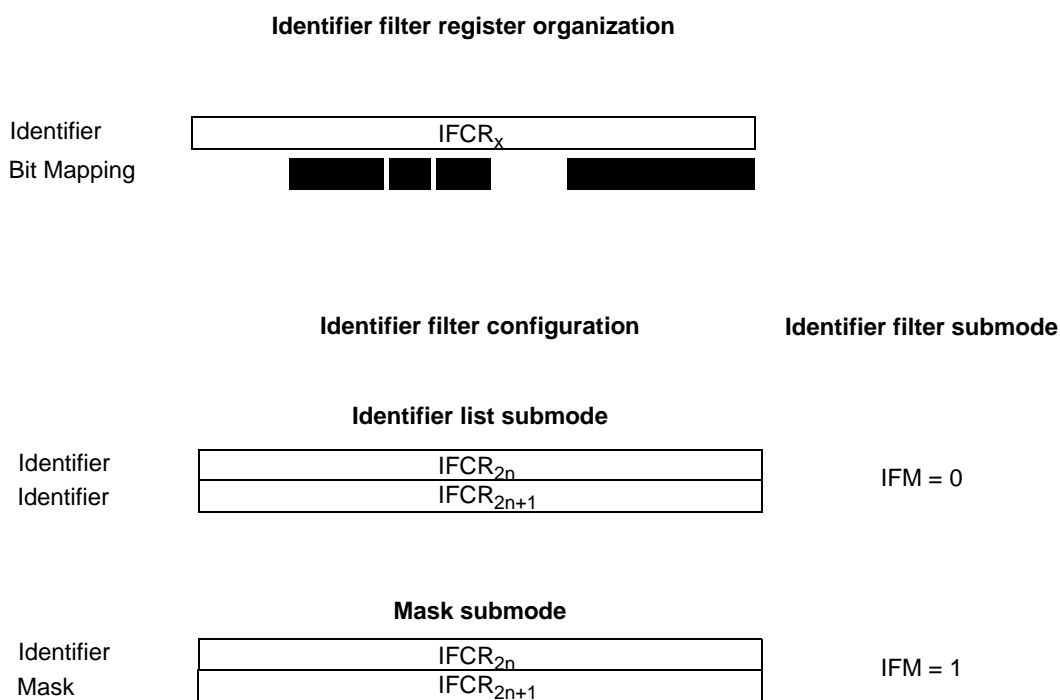 Identifier filter register organization
Identifier IFCRx
Bit Mapping
Identifier filter configuration Identifier filter submode
Identifier list submode
Identifier IFCR2n
Identifier IFCR2n+1
IFM = 0
Mask submode
Identifier IFCR2n
Mask IFCR2n+1
IFM = 1